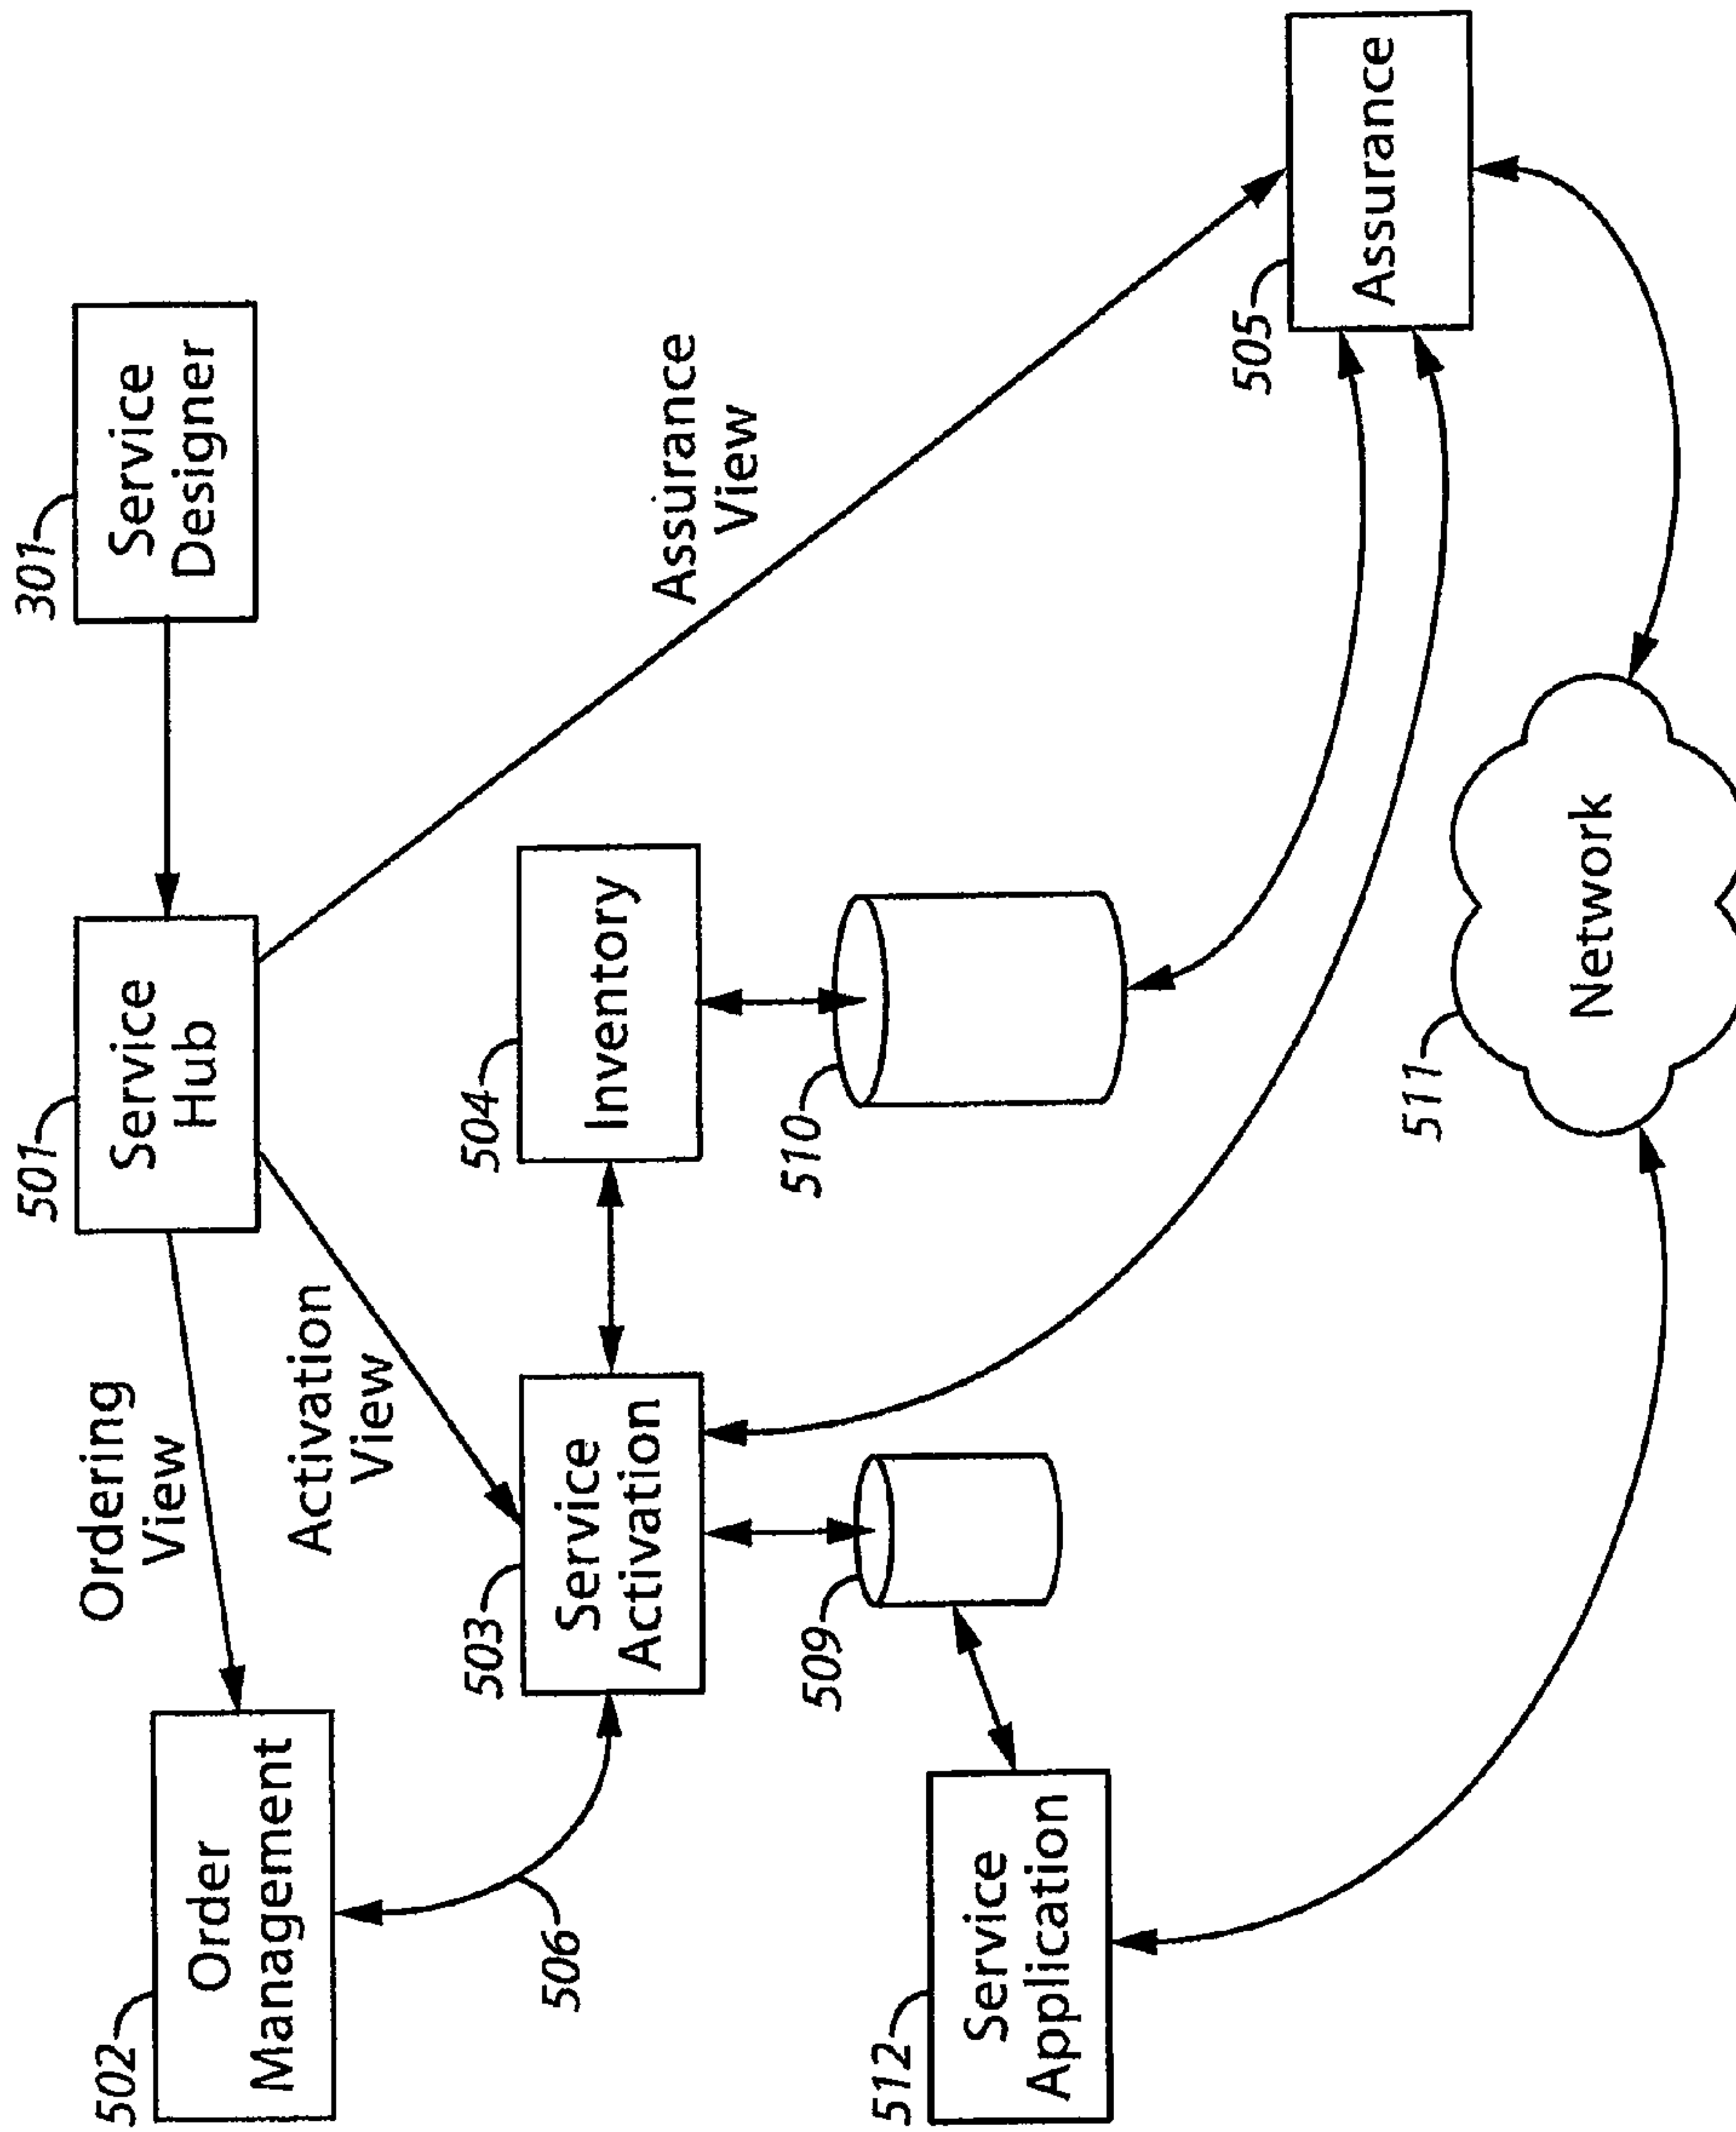 301
Service
Designer
501
Service
Hub
Ordering
View
Activation
View
Assurance
View
502
Order
Management
506
503
Service
Activation
504
Inventory
505
Assurance
509
510
512
Service
Application
511
Network